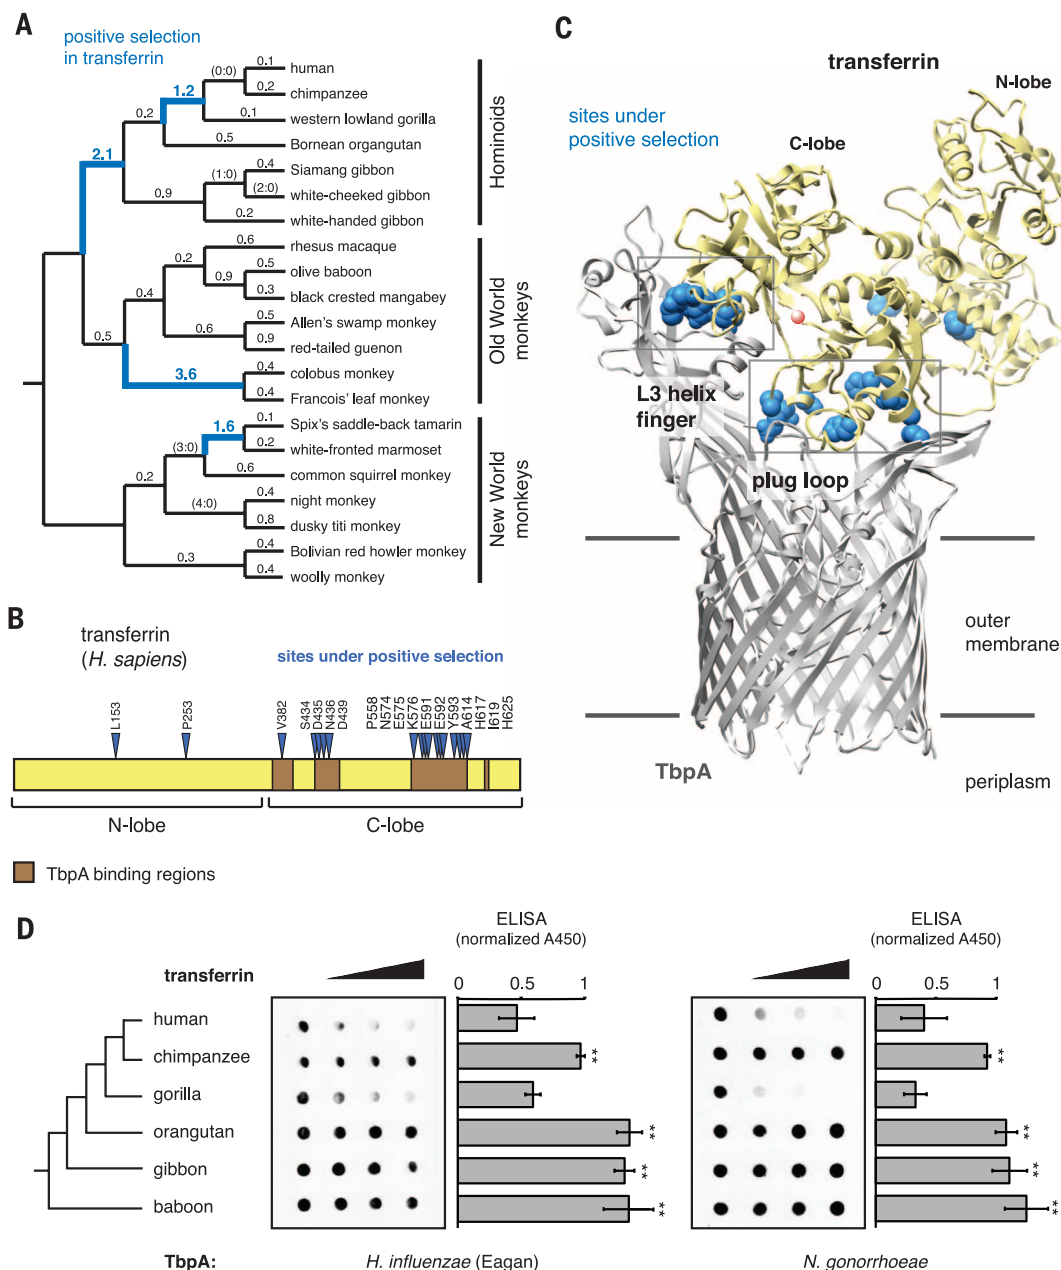 A
positive selection
in transferrin
0.1
human
(0:0)
0.2
chimpanzee
1.2
0.1
western lowland gorilla
0.2
0.5
Bornean organgutan
2.1
0.4
Siamang gibbon
(1:0)
(2:0)
white-cheeked gibbon
0.9
0.2
white-handed gibbon
Hominoids
0.6
rhesus macaque
0.2
0.5
olive baboon
0.9
0.3
black crested mangabey
0.4
0.5
Allen's swamp monkey
0.6
0.9
red-tailed guenon
0.5
0.4
colobus monkey
3.6
0.4
Francois' leaf monkey
Old World
monkeys
0.1
Spix's saddle-back tamarin
1.6
0.2
white-fronted marmoset
(3:0)
0.6
common squirrel monkey
0.2
0.4
night monkey
(4:0)
0.8
dusky titi monkey
0.4
Bolivian red howler monkey
0.3
0.4
woolly monkey
New World
monkeys
B
transferrin
(H. sapiens)
sites under positive selection
L153
P253
V382
S434
D435
N436
D439
P558
N574
E575
K576
E591
E592
Y593
A614
H617
I619
H625
N-lobe
C-lobe
TbpA binding regions
C
transferrin
N-lobe
sites under
positive selection
C-lobe
L3 helix
finger
plug loop
outer
membrane
TbpA
periplasm
D
transferrin
ELISA
(normalized A450)
0
0.5
1
ELISA
(normalized A450)
0
0.5
1
human
chimpanzee
**
**
gorilla
orangutan
**
**
gibbon
**
**
baboon
**
**
TbpA:
H. influenzae (Eagan)
N. gonorrhoeae